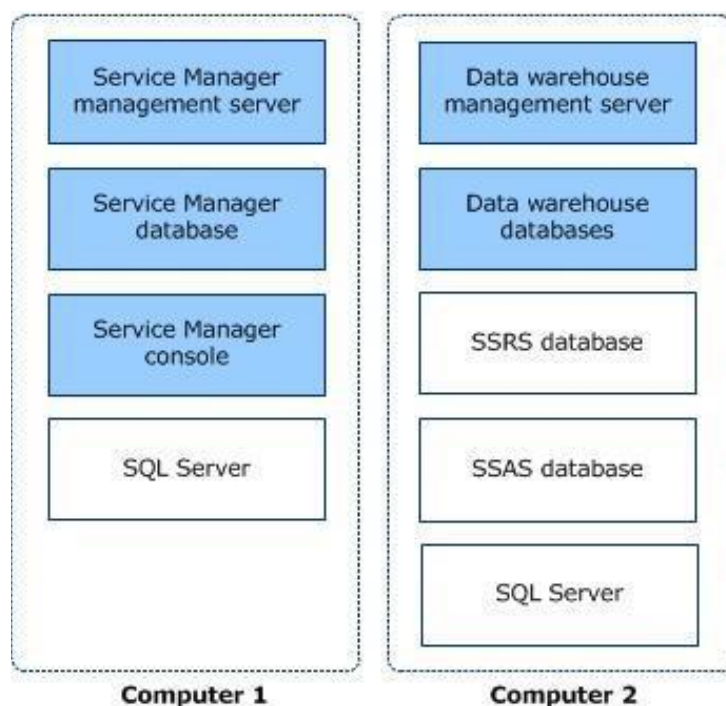 Service Manager
management server
Service Manager
database
Service Manager
console
SQL Server
Computer 1
Data warehouse
management server
Data warehouse
databases
SSRS database
SSAS database
SQL Server
Computer 2